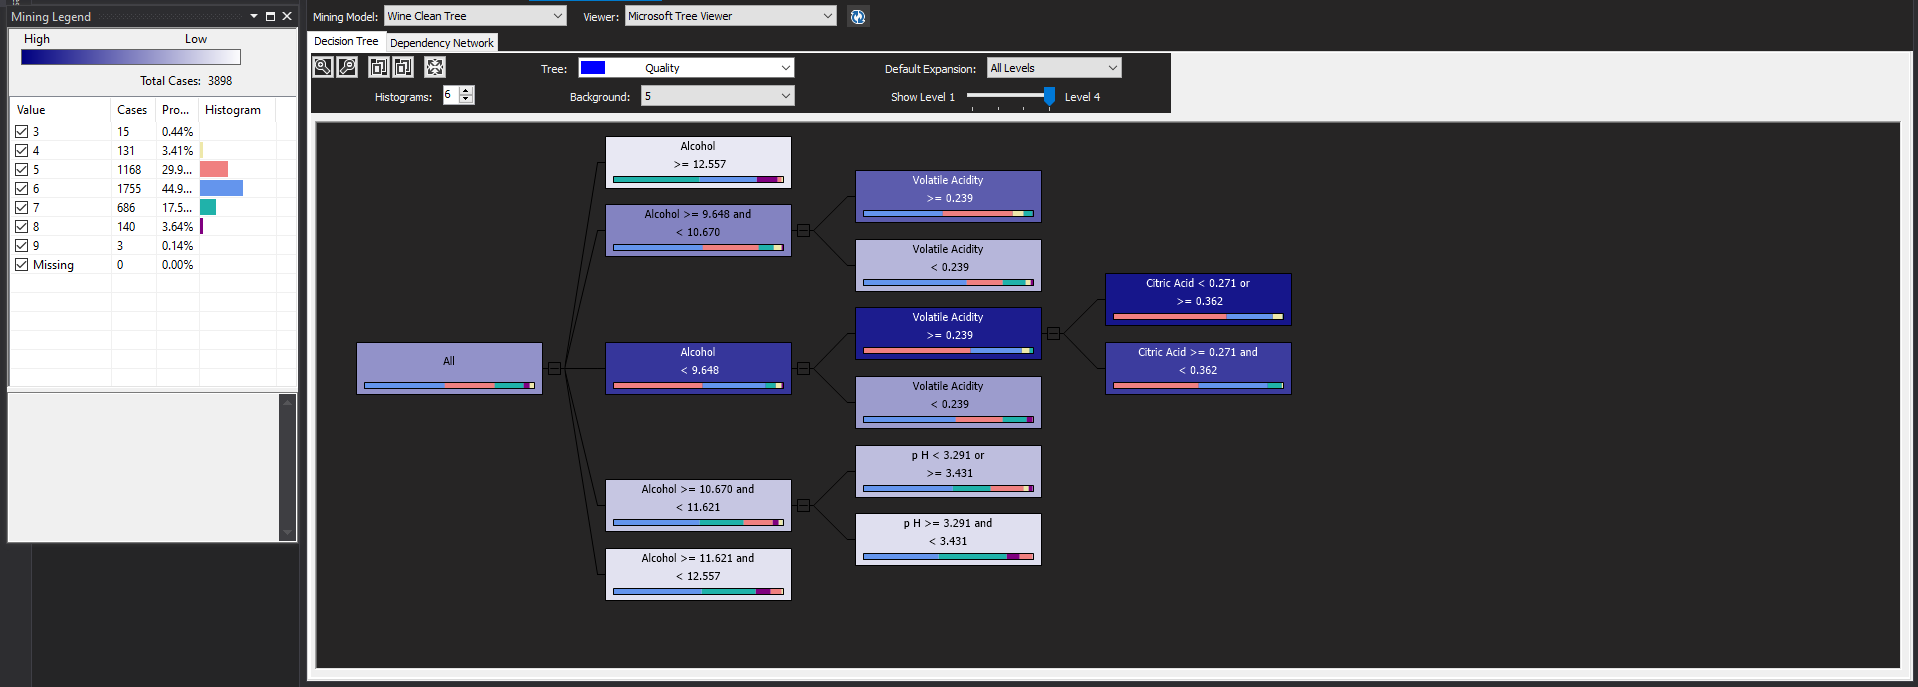 Mining Legend
High Low
Total Cases: 3898
Value Cases Pro... Histogram
3 15 0.44%
4 131 3.41%
5 1168 29.9...
6 1755 44.9...
7 686 17.5...
8 140 3.64%
9 3 0.14%
Missing 0 0.00%
Mining Model: Wine Clean Tree Viewer: Microsoft Tree Viewer
Decision Tree Dependency Network
Tree: Quality Default Expansion: All Levels
Histograms: 6 Background: 5 Show Level 1 Level 4
All
Alcohol
>= 12.557
Alcohol >= 9.648 and
< 10.670
Alcohol
< 9.648
Alcohol >= 10.670 and
< 11.621
Alcohol >= 11.621 and
< 12.557
Volatile Acidity
>= 0.239
Volatile Acidity
< 0.239
Volatile Acidity
>= 0.239
Volatile Acidity
< 0.239
p H < 3.291 or
>= 3.431
p H >= 3.291 and
< 3.431
Citric Acid < 0.271 or
>= 0.362
Citric Acid >= 0.271 and
< 0.362